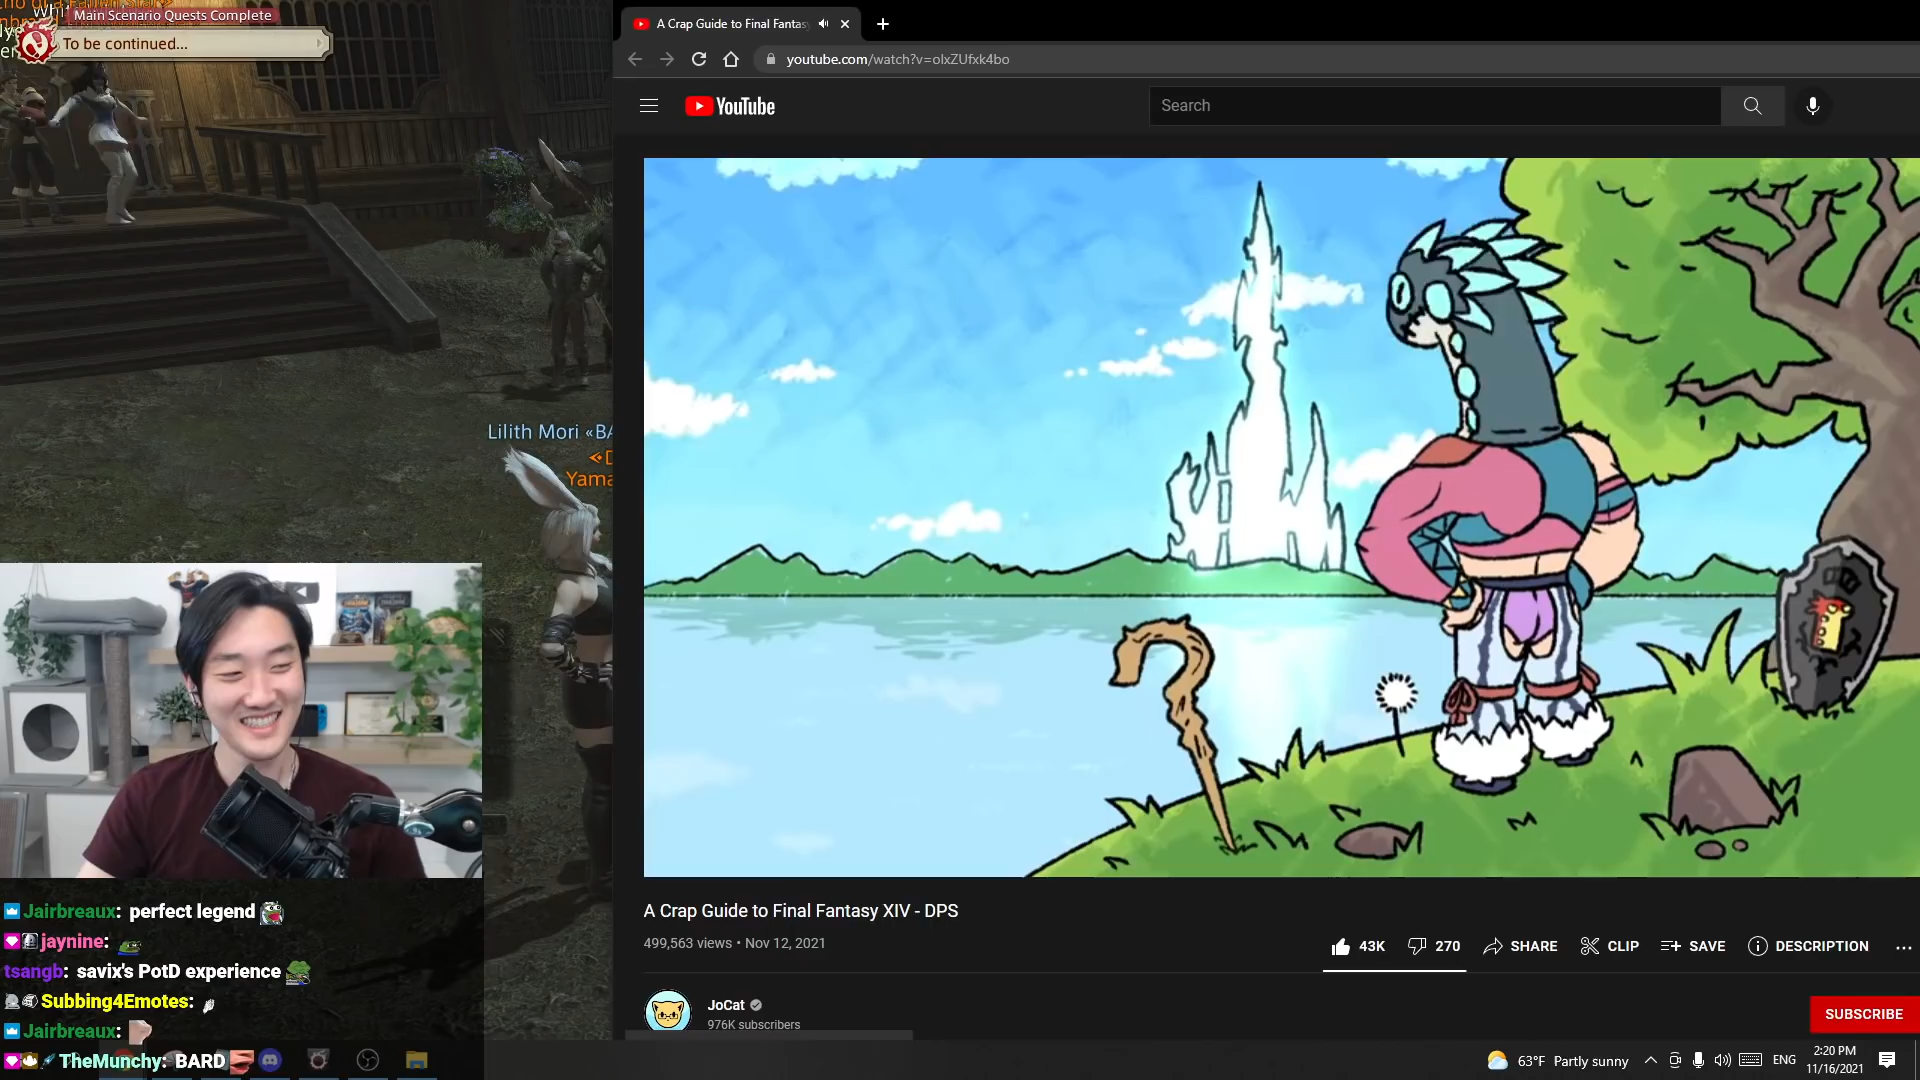 Main Scenario Quests Complete
To be continued...
Lilith Mori «BA
Yama
A Crap Guide to Final Fantas
youtube.com/watch?v=olxZUfxk4bo
YouTube
Search
A Crap Guide to Final Fantasy XIV - DPS
499,563 views • Nov 12, 2021
43K
270
SHARE
CLIP
SAVE
DESCRIPTION
JoCat
976K subscribers
SUBSCRIBE
Jairbreaux: perfect legend
jaynine:
tsangb: savix's PotD experience
Subbing4Emotes:
Jairbreaux:
TheMunchy: BARD
63°F Partly sunny
ENG
2:20 PM
11/16/2021